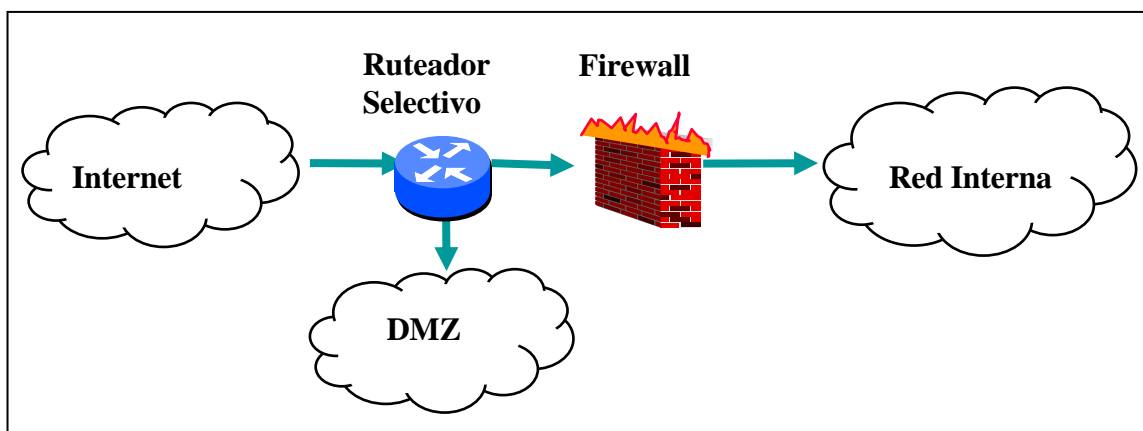 Ruteador
Selectivo
Firewall
Internet
Red Interna
DMZ